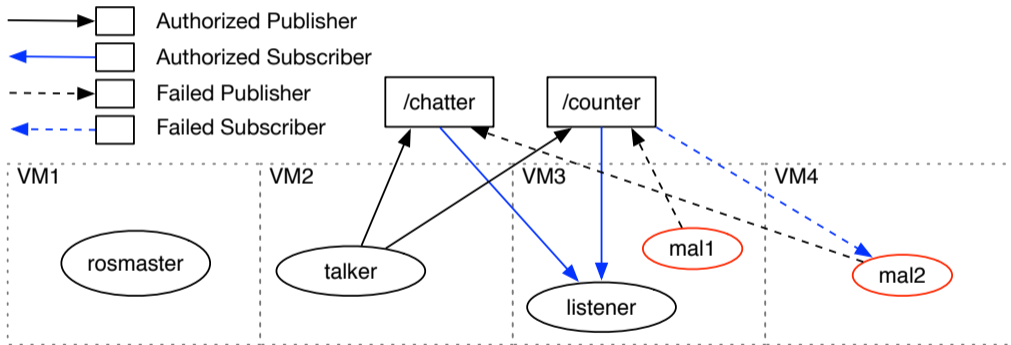 Authorized Publisher
Authorized Subscriber
Failed Publisher
Failed Subscriber
/chatter
/counter
VM1
VM2
VM3
VM4
rosmaster
talker
mal1
mal2
listener